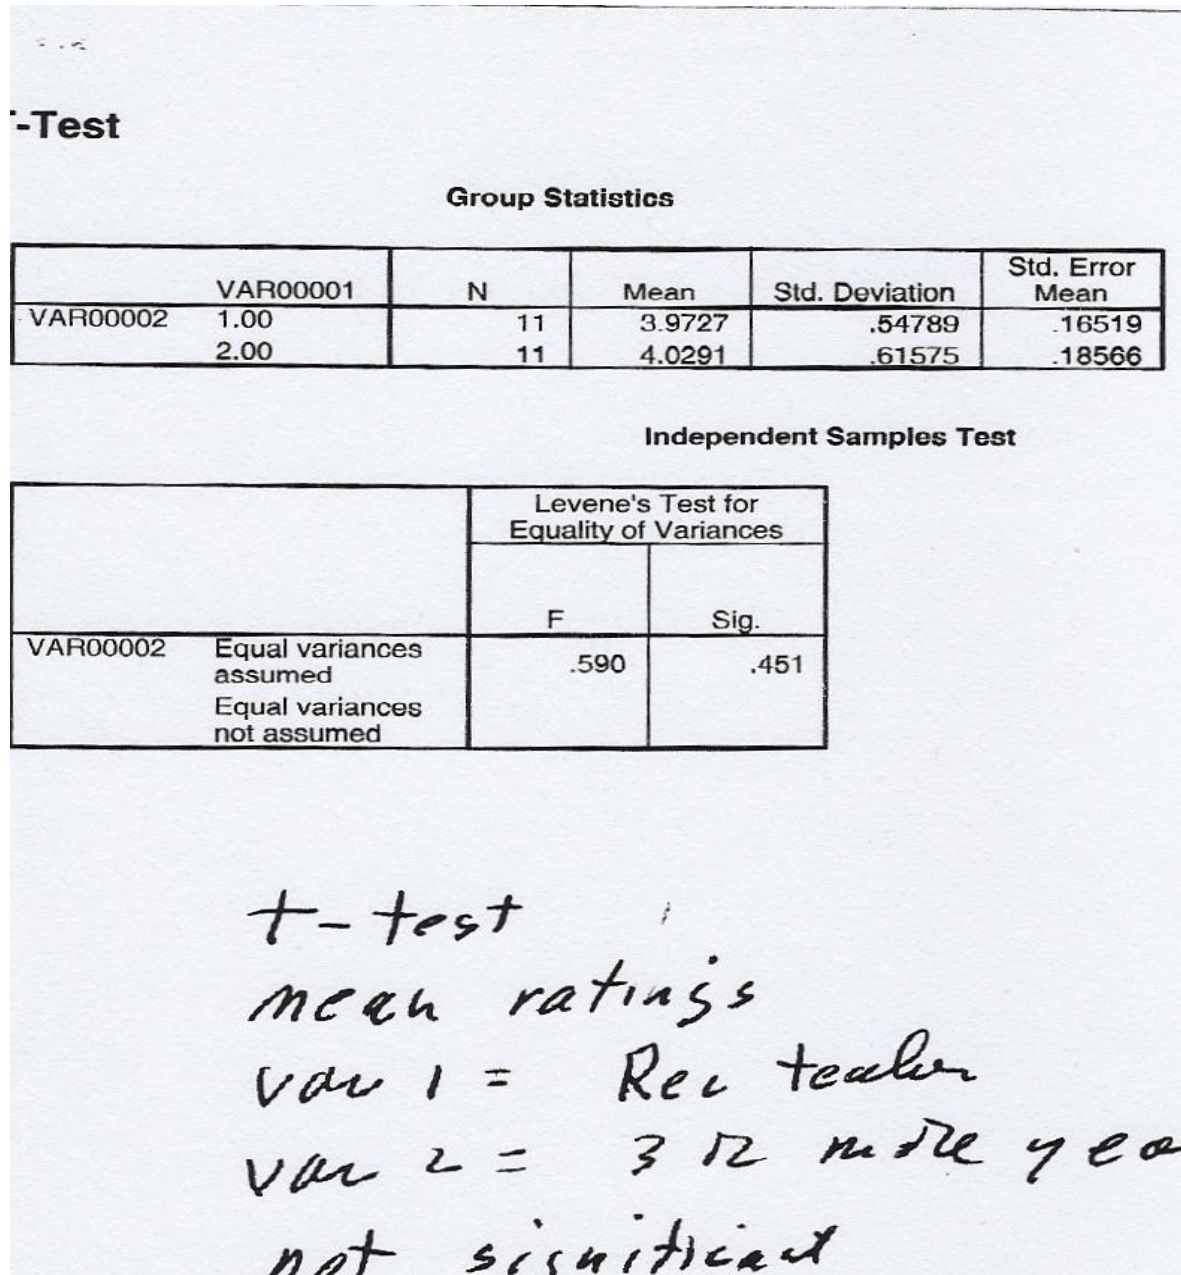 -Test
Group Statistics
VAR00001 N Mean Std. Deviation Std. Error Mean
VAR00002 1.00 11 3.9727 .54789 .16519
2.00 11 4.0291 .61575 .18566
Independent Samples Test
Levene's Test for
Equality of Variances
F Sig.
VAR00002 Equal variances assumed .590 .451
Equal variances not assumed
t-test
mean ratings
var 1 = Rec teacher
var 2 = 3 or more yea
not significant